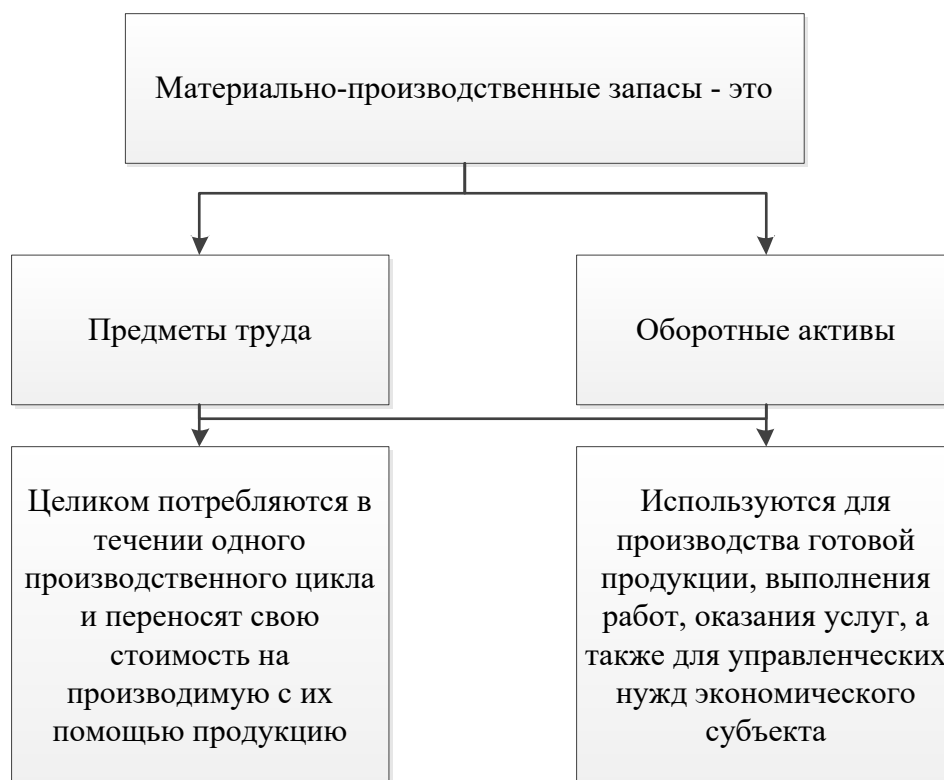 Материально-производственные запасы - это
Предметы труда
Оборотные активы
Целиком потребляются в
течении одного
производственного цикла
и переносят свою
стоимость на
производимую с их
помощью продукцию
Используются для
производства готовой
продукции, выполнения
работ, оказания услуг, а
также для управленческих
нужд экономического
субъекта